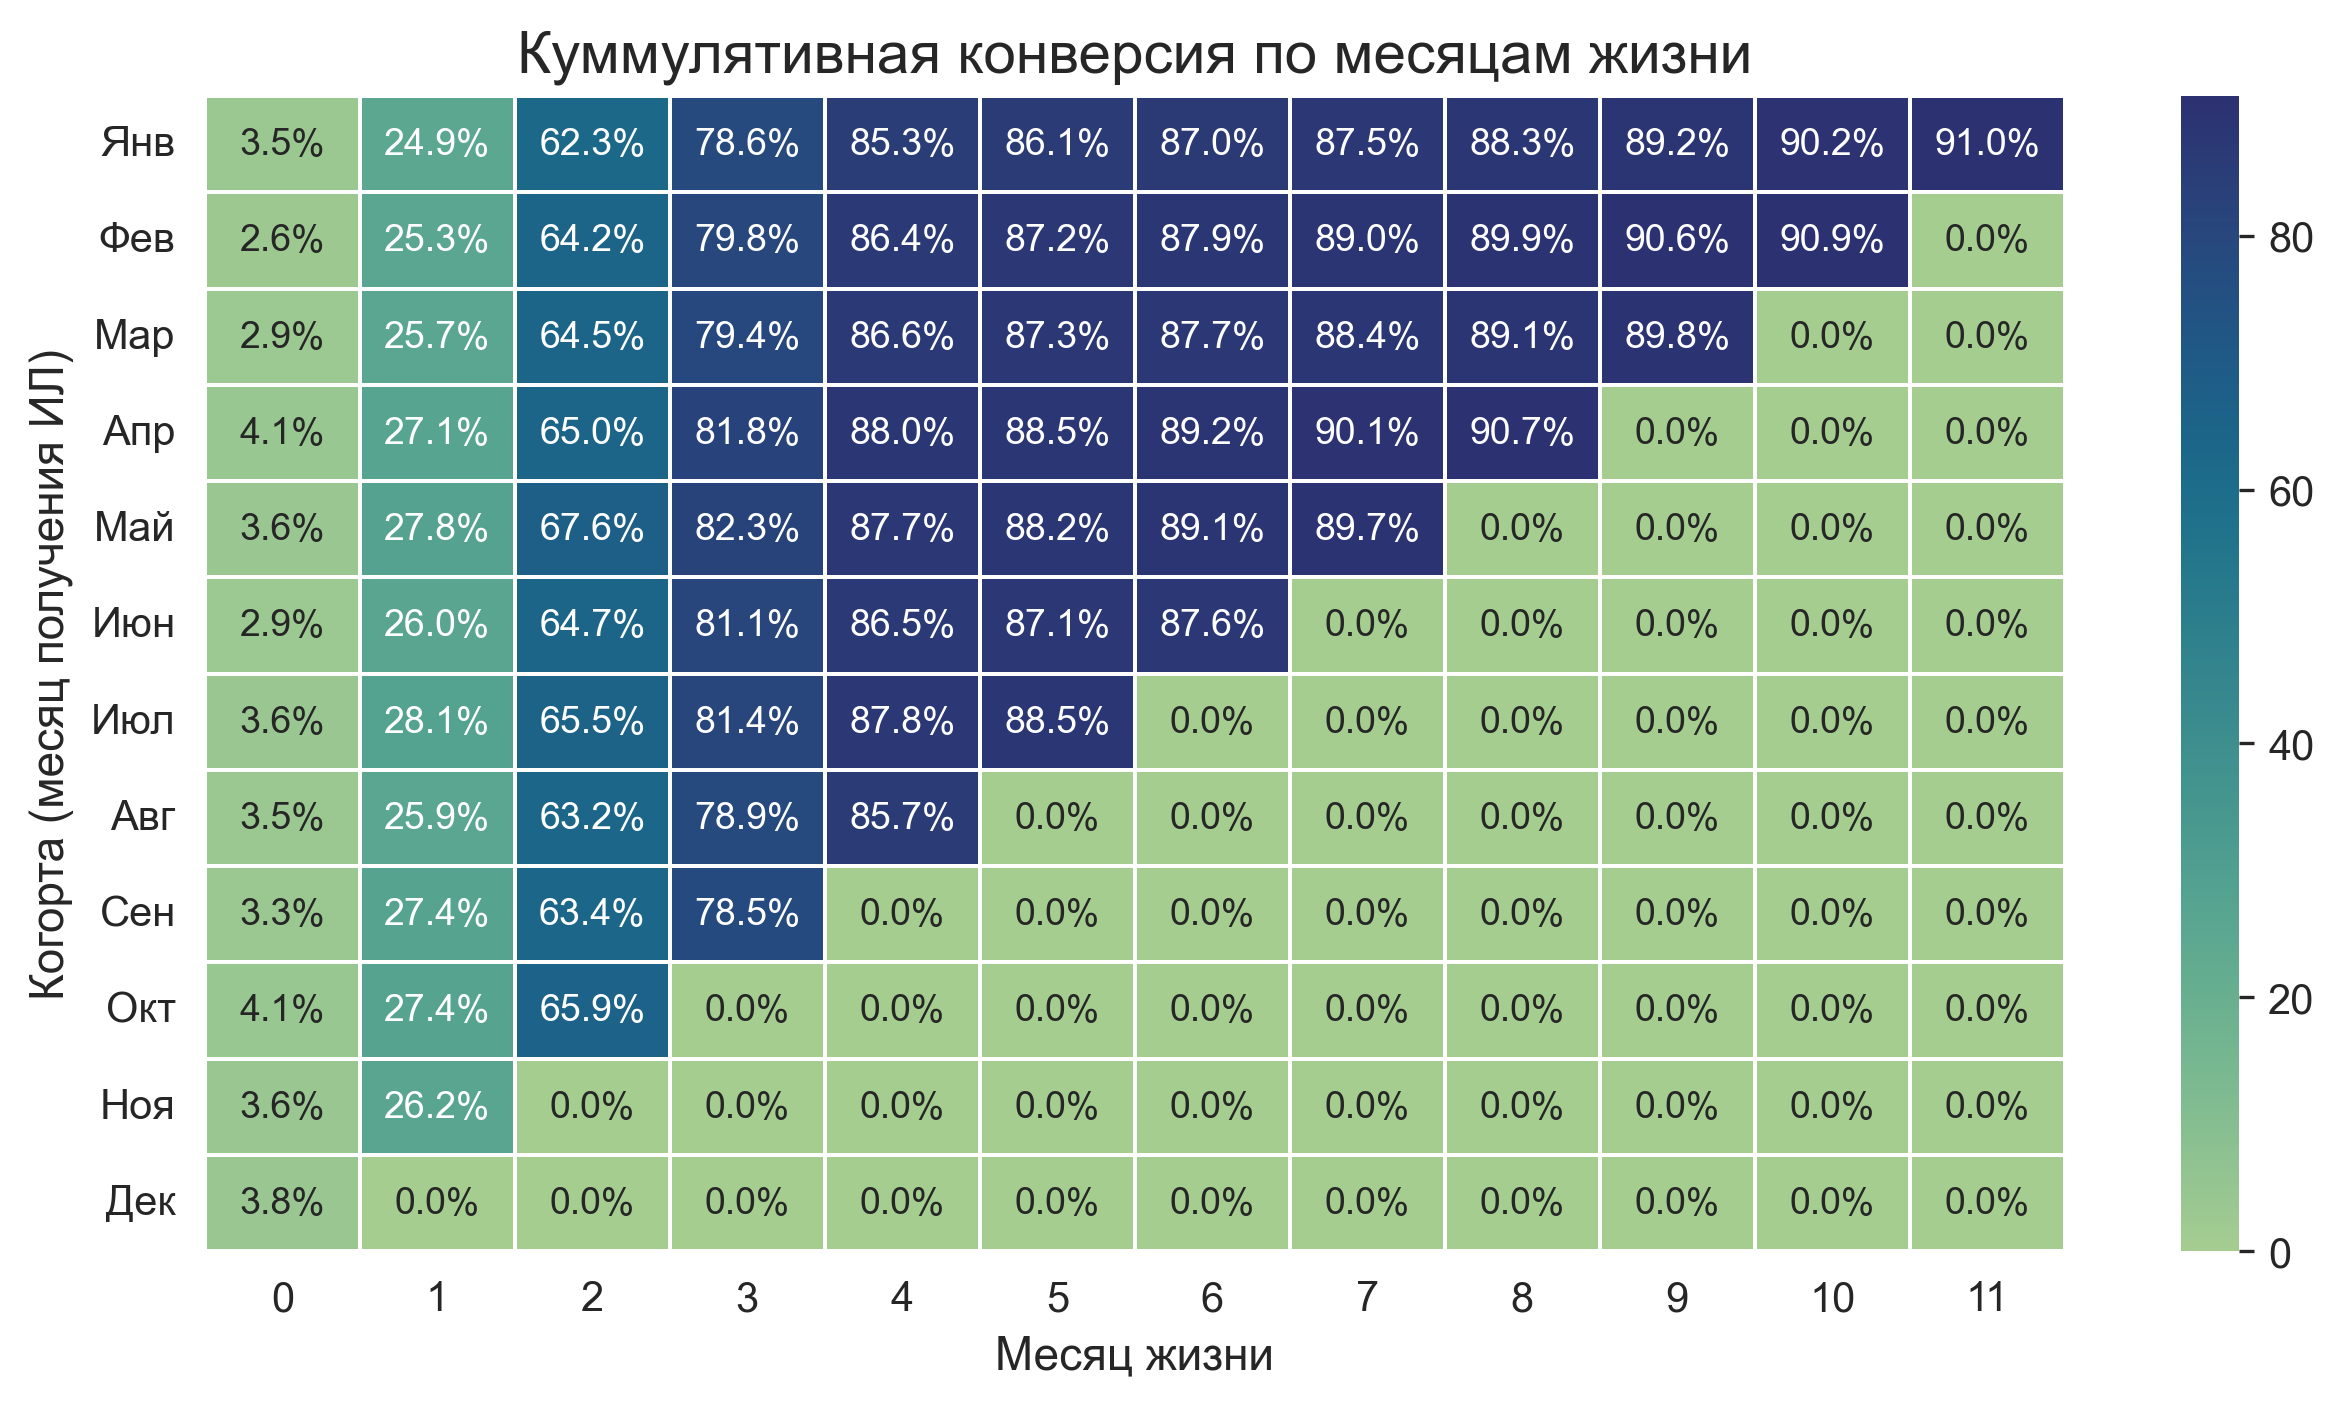 Куммулятивная конверсия по месяцам жизни
Когорта (месяц получения ИЛ)
Янв 3.5% 24.9% 62.3% 78.6% 85.3% 86.1% 87.0% 87.5% 88.3% 89.2% 90.2% 91.0%
Фев 2.6% 25.3% 64.2% 79.8% 86.4% 87.2% 87.9% 89.0% 89.9% 90.6% 90.9% 0.0%
Мар 2.9% 25.7% 64.5% 79.4% 86.6% 87.3% 87.7% 88.4% 89.1% 89.8% 0.0% 0.0%
Апр 4.1% 27.1% 65.0% 81.8% 88.0% 88.5% 89.2% 90.1% 90.7% 0.0% 0.0% 0.0%
Май 3.6% 27.8% 67.6% 82.3% 87.7% 88.2% 89.1% 89.7% 0.0% 0.0% 0.0% 0.0%
Июн 2.9% 26.0% 64.7% 81.1% 86.5% 87.1% 87.6% 0.0% 0.0% 0.0% 0.0% 0.0%
Июл 3.6% 28.1% 65.5% 81.4% 87.8% 88.5% 0.0% 0.0% 0.0% 0.0% 0.0% 0.0%
Авг 3.5% 25.9% 63.2% 78.9% 85.7% 0.0% 0.0% 0.0% 0.0% 0.0% 0.0% 0.0%
Сен 3.3% 27.4% 63.4% 78.5% 0.0% 0.0% 0.0% 0.0% 0.0% 0.0% 0.0% 0.0%
Окт 4.1% 27.4% 65.9% 0.0% 0.0% 0.0% 0.0% 0.0% 0.0% 0.0% 0.0% 0.0%
Ноя 3.6% 26.2% 0.0% 0.0% 0.0% 0.0% 0.0% 0.0% 0.0% 0.0% 0.0% 0.0%
Дек 3.8% 0.0% 0.0% 0.0% 0.0% 0.0% 0.0% 0.0% 0.0% 0.0% 0.0% 0.0%
0 1 2 3 4 5 6 7 8 9 10 11
Месяц жизни
80
60
40
20
0